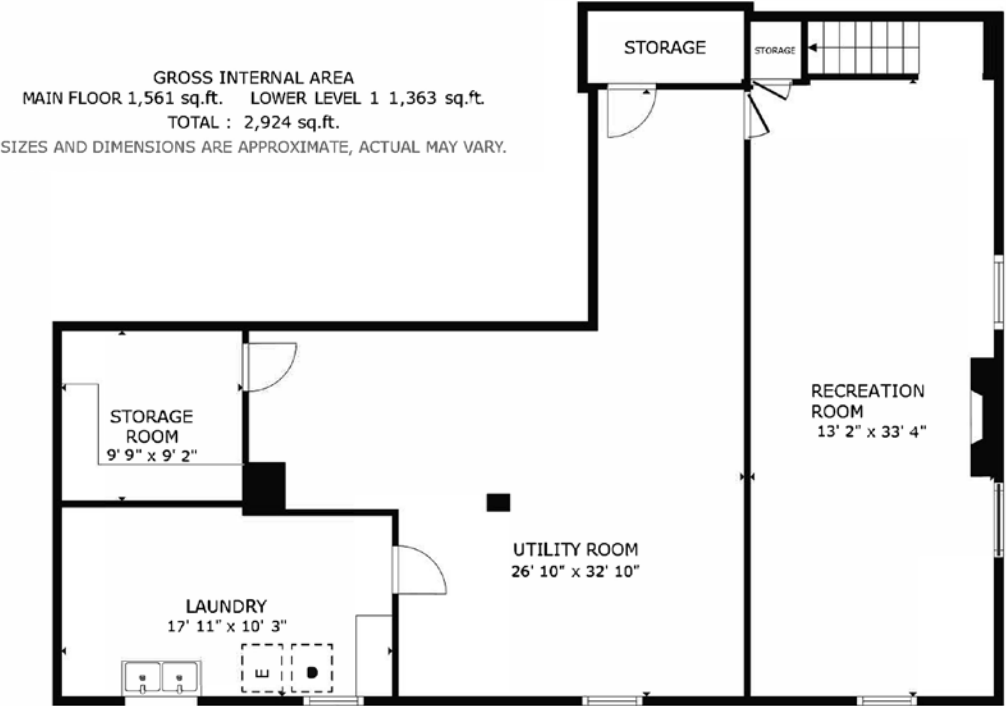 GROSS INTERNAL AREA
MAIN FLOOR 1,561 sq.ft. LOWER LEVEL 1 1,363 sq.ft.
TOTAL : 2,924 sq.ft.
SIZES AND DIMENSIONS ARE APPROXIMATE, ACTUAL MAY VARY.
STORAGE
STORAGE
RECREATION
ROOM
13' 2" x 33' 4"
STORAGE
ROOM
9' 9" x 9' 2"
UTILITY ROOM
26' 10" x 32' 10"
LAUNDRY
17' 11" x 10' 3"
E
D